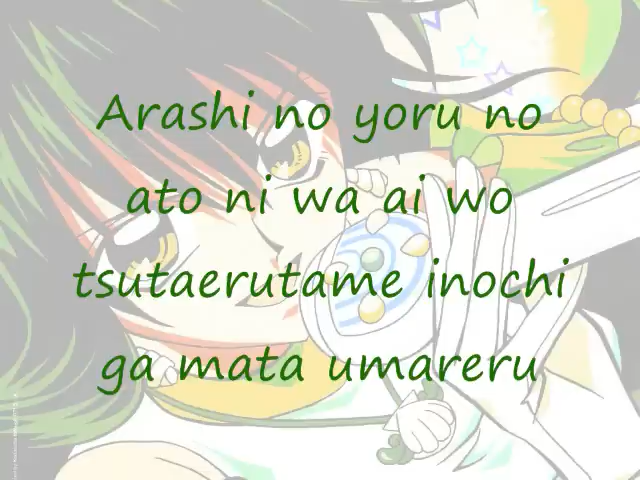 Arashi no yoru no
ato ni wa ai wo
tsutaerutame inochi
ga mata umareru